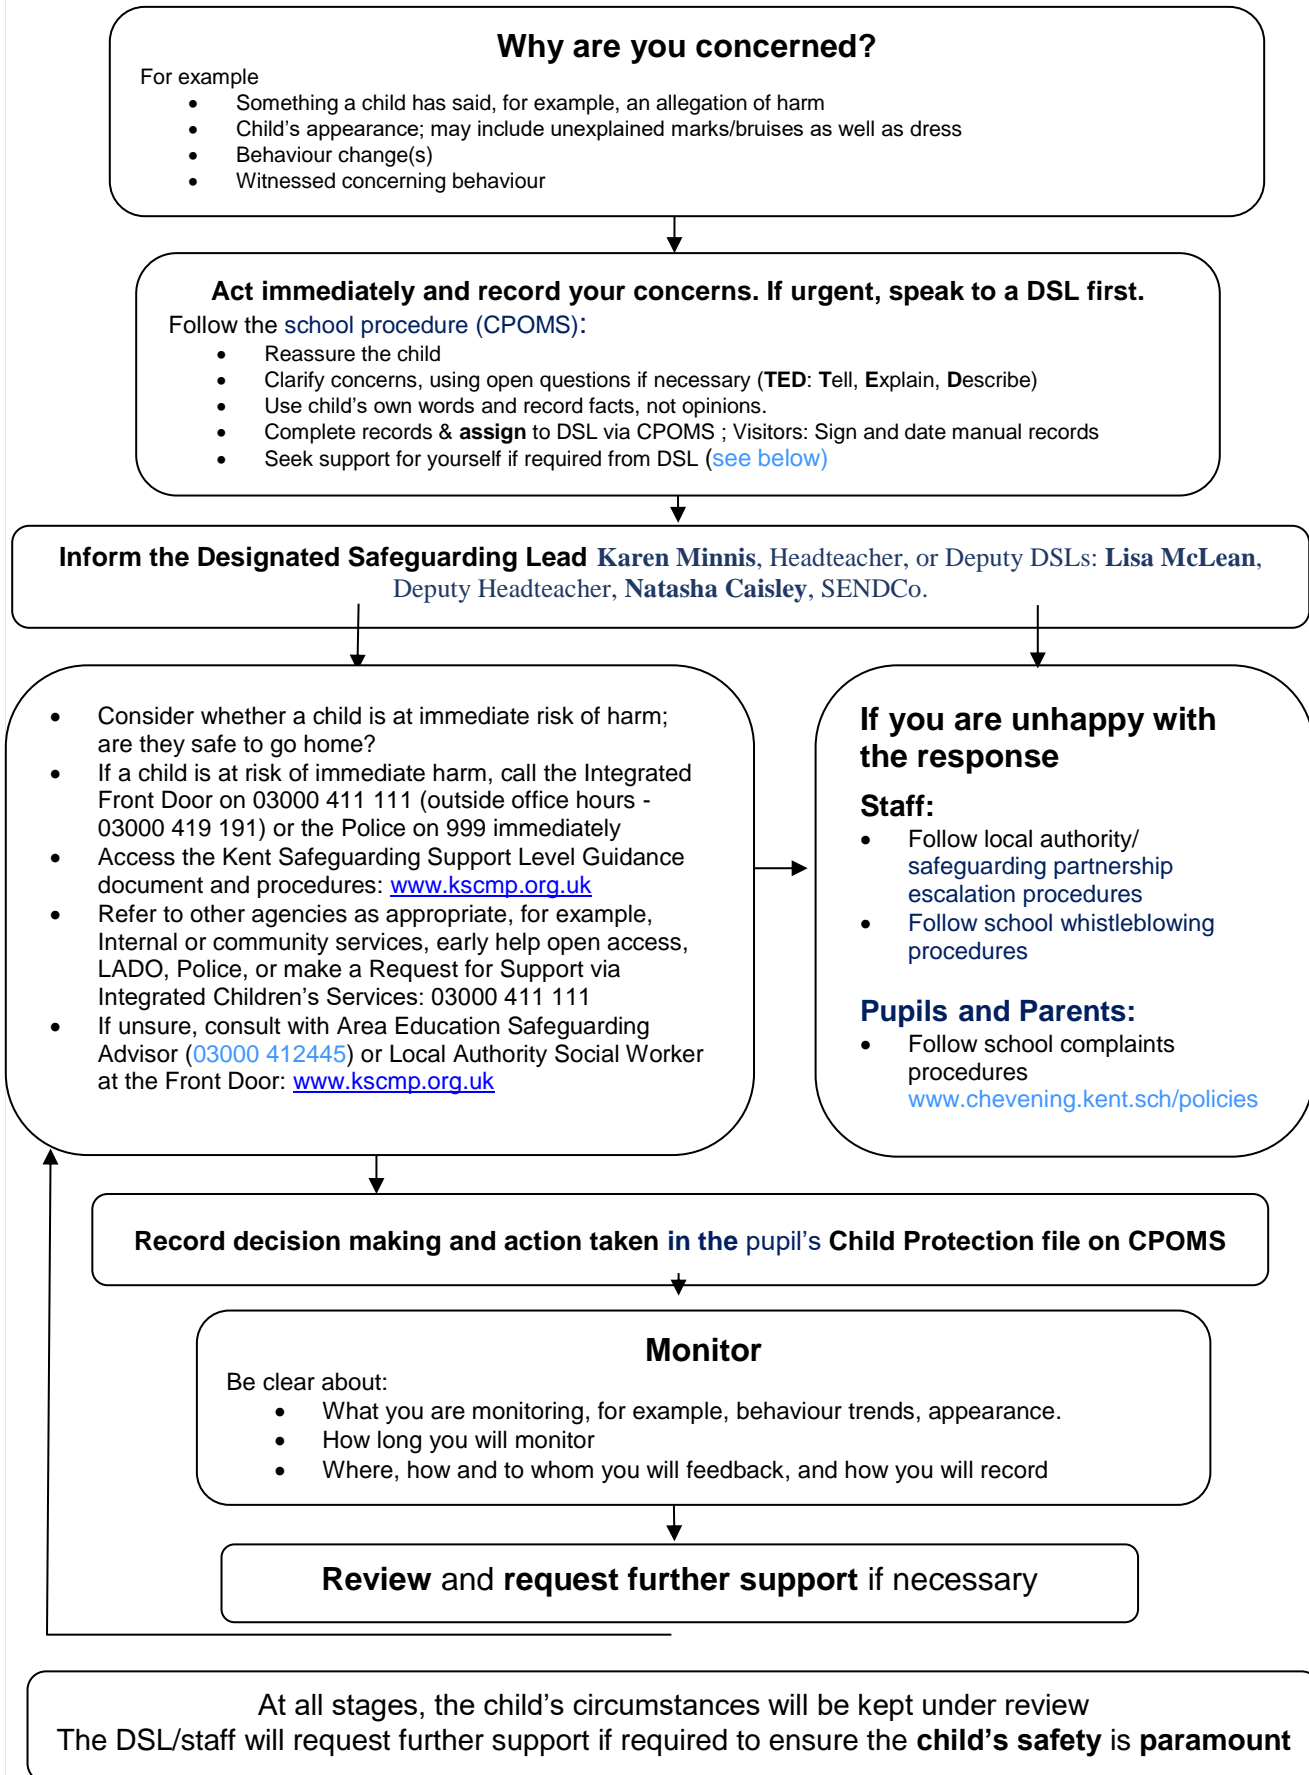 Why are you concerned?
For example
• Something a child has said, for example, an allegation of harm
• Child's appearance; may include unexplained marks/bruises as well as dress
• Behaviour change(s)
• Witnessed concerning behaviour
Act immediately and record your concerns. If urgent, speak to a DSL first.
Follow the school procedure (CPOMS):
• Reassure the child
• Clarify concerns, using open questions if necessary (TED: Tell, Explain, Describe)
• Use child's own words and record facts, not opinions.
• Complete records & assign to DSL via CPOMS ; Visitors: Sign and date manual records
• Seek support for yourself if required from DSL (see below)
Inform the Designated Safeguarding Lead Karen Minnis, Headteacher, or Deputy DSLs: Lisa McLean,
Deputy Headteacher, Natasha Caisley, SENDCo.
• Consider whether a child is at immediate risk of harm;
are they safe to go home?
• If a child is at risk of immediate harm, call the Integrated
Front Door on 03000 411 111 (outside office hours -
03000 419 191) or the Police on 999 immediately
• Access the Kent Safeguarding Support Level Guidance
document and procedures: www.kscmp.org.uk
• Refer to other agencies as appropriate, for example,
Internal or community services, early help open access,
LADO, Police, or make a Request for Support via
Integrated Children's Services: 03000 411 111
• If unsure, consult with Area Education Safeguarding
Advisor (03000 412445) or Local Authority Social Worker
at the Front Door: www.kscmp.org.uk
If you are unhappy with
the response
Staff:
• Follow local authority/
safeguarding partnership
escalation procedures
• Follow school whistleblowing
procedures
Pupils and Parents:
• Follow school complaints
procedures
www.chevening.kent.sch/policies
Record decision making and action taken in the pupil's Child Protection file on CPOMS
Monitor
Be clear about:
• What you are monitoring, for example, behaviour trends, appearance.
• How long you will monitor
• Where, how and to whom you will feedback, and how you will record
Review and request further support if necessary
At all stages, the child's circumstances will be kept under review
The DSL/staff will request further support if required to ensure the child's safety is paramount